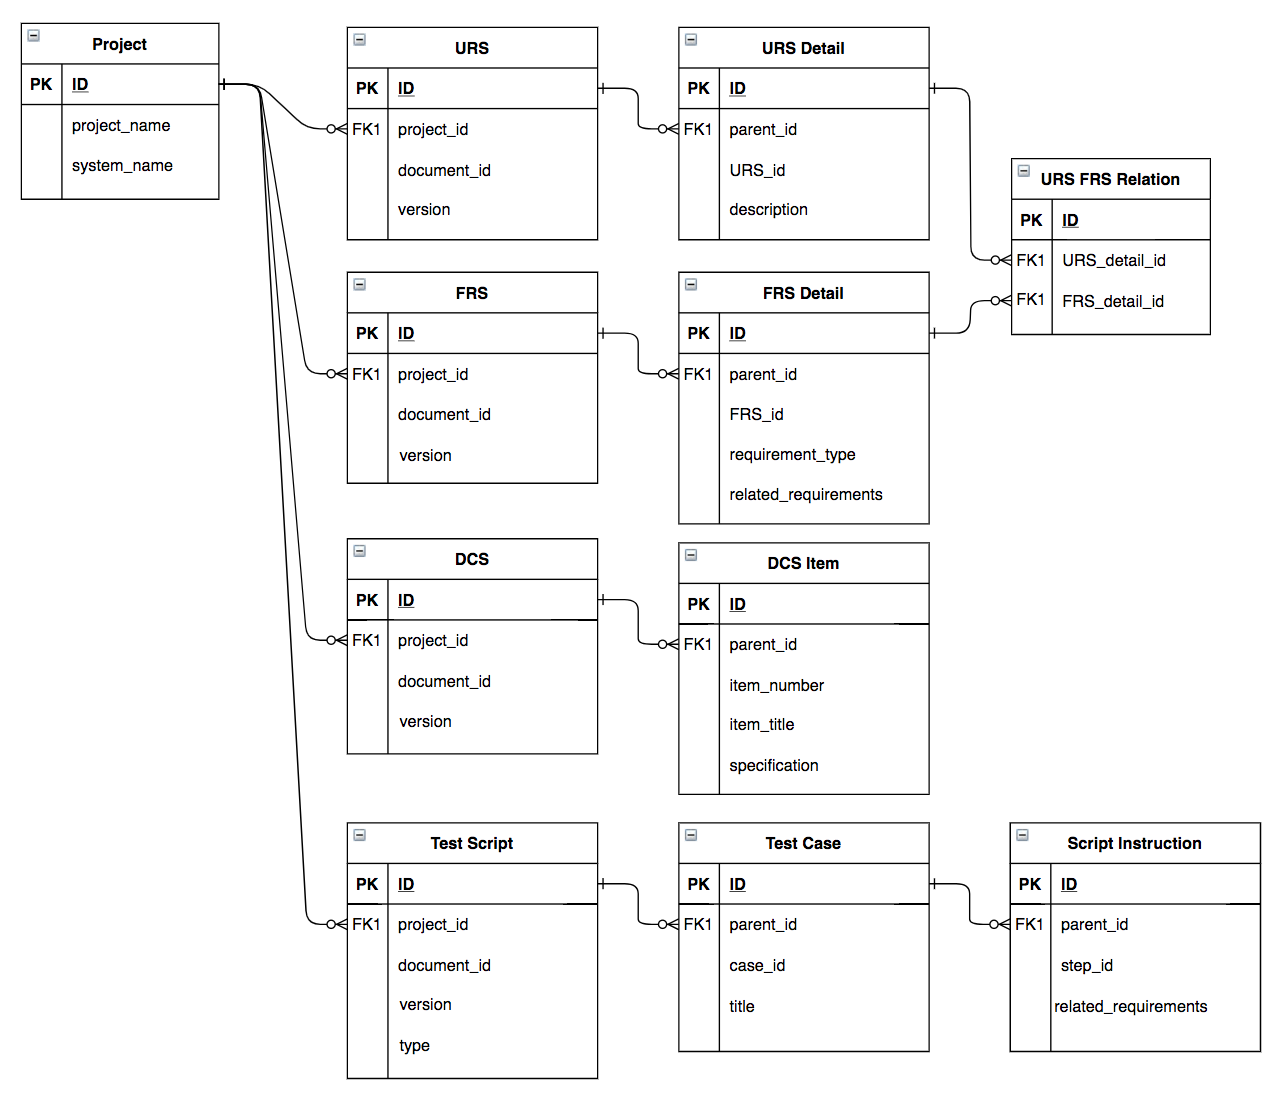 Project
PK ID
project_name
system_name
URS
PK ID
FK1 project_id
document_id
version
URS Detail
PK ID
FK1 parent_id
URS_id
description
URS FRS Relation
PK ID
FK1 URS_detail_id
FK1 FRS_detail_id
FRS
PK ID
FK1 project_id
document_id
version
FRS Detail
PK ID
FK1 parent_id
FRS_id
requirement_type
related_requirements
DCS
PK ID
FK1 project_id
document_id
version
DCS Item
PK ID
FK1 parent_id
item_number
item_title
specification
Test Script
PK ID
FK1 project_id
document_id
version
type
Test Case
PK ID
FK1 parent_id
case_id
title
Script Instruction
PK ID
FK1 parent_id
step_id
related_requirements